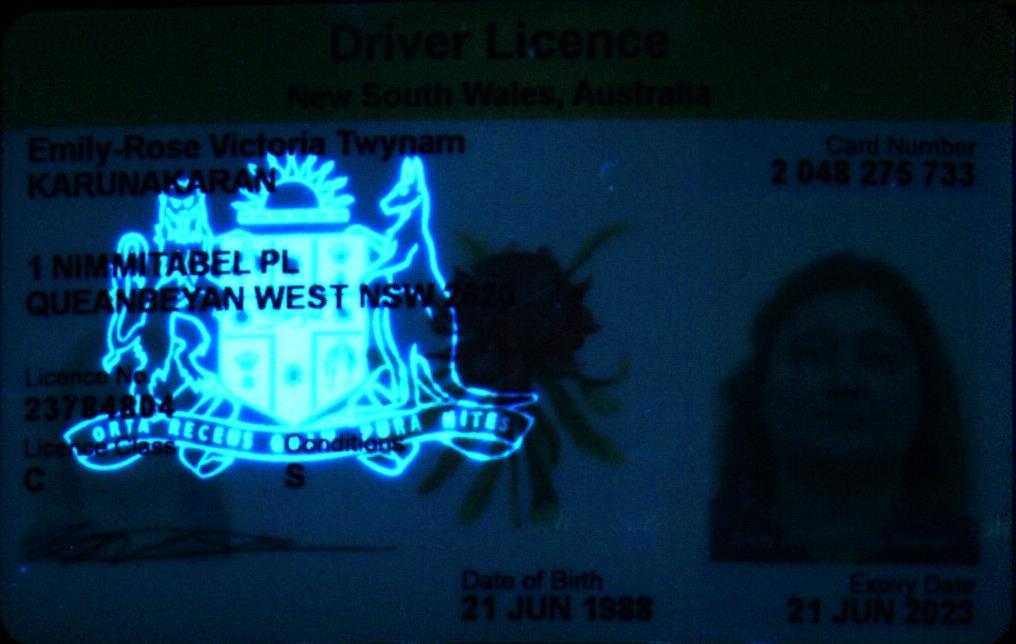 Driver Licence
New South Wales, Australia
Emily-Rose Victoria Twynam
KARUNAKARAN
Card Number
2 048 275 733
1 NIMMITABEL PL
QUEANBEYAN WEST NSW 2620
Licence No.
23784804
ORTA RECENS QUAM PURA NITES
Licence Class
Conditions
C
S
Date of Birth
21 JUN 1988
Expiry Date
21 JUN 2023